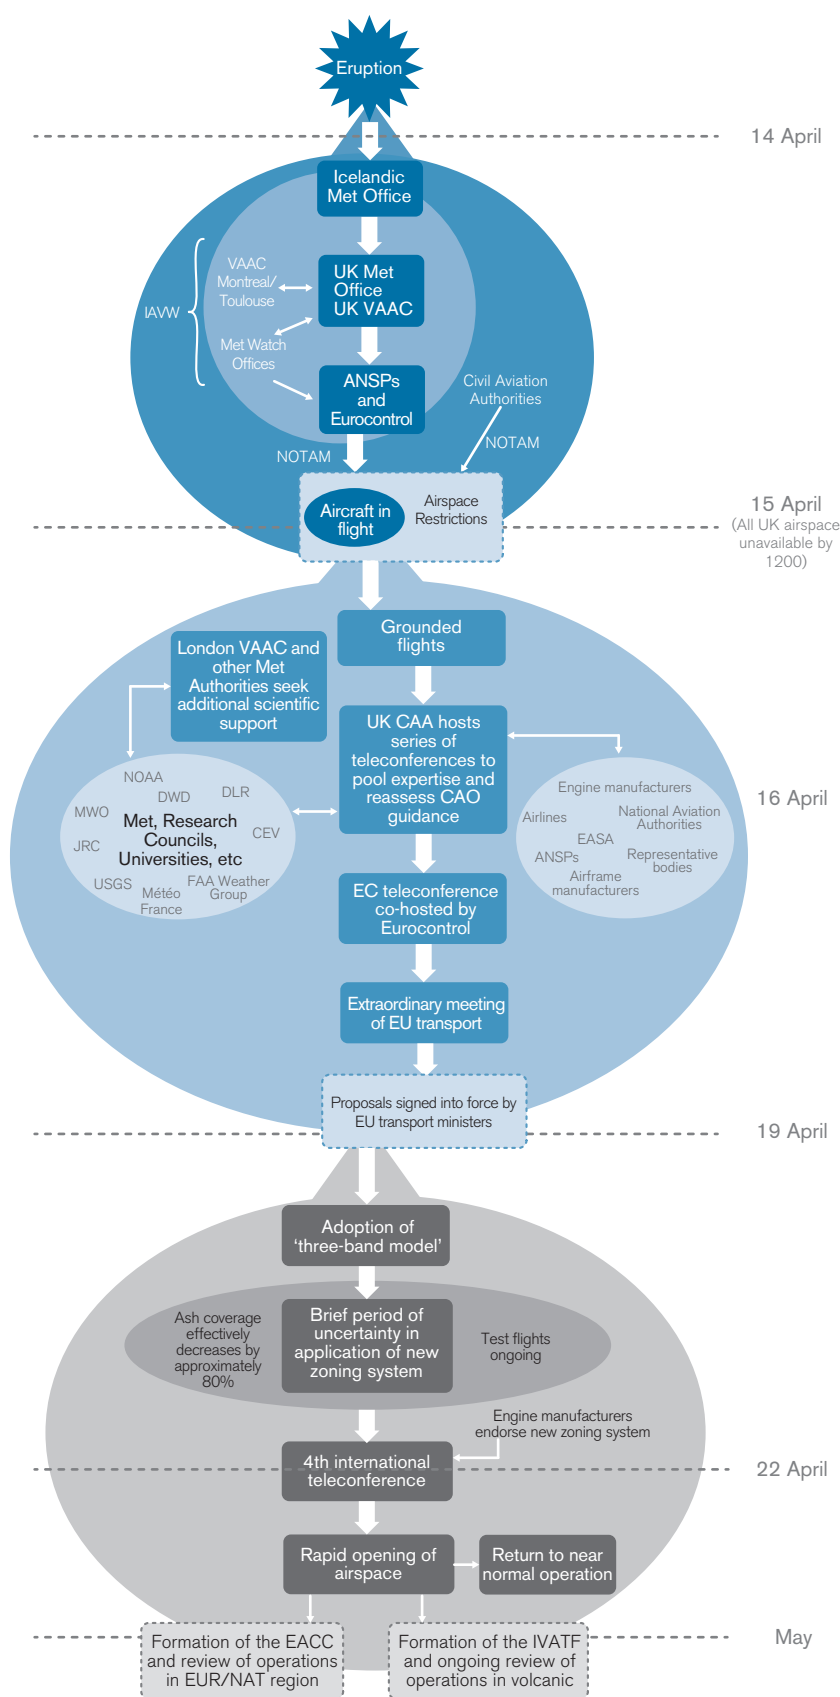 Eruption
14 April
Icelandic
Met Office
VAAC
Montreal/
Toulouse
UK Met
Office
UK VAAC
IAVW
Met Watch
Offices
ANSPs
and
Eurocontrol
Civil Aviation
Authorities
NOTAM
NOTAM
Aircraft in
flight
Airspace
Restrictions
15 April
(All UK airspace
unavailable by
1200)
Grounded
flights
London VAAC and
other Met
Authorities seek
additional scientific
support
UK CAA hosts
series of
teleconferences to
pool expertise and
reassess CAO
guidance
16 April
NOAA
DWD
DLR
MWO
Met, Research
Councils,
Universities, etc
CEV
JRC
USGS
Météo
France
FAA Weather
Group
Engine manufacturers
Airlines
National Aviation
Authorities
EASA
ANSPs
Representative
bodies
Airframe
manufacturers
EC teleconference
co-hosted by
Eurocontrol
Extraordinary meeting
of EU transport
Proposals signed into force by
EU transport ministers
19 April
Adoption of
‘three-band model’
Ash coverage
effectively
decreases by
approximately
80%
Brief period of
uncertainty in
application of new
zoning system
Test flights
ongoing
Engine manufacturers
endorse new zoning system
4th international
teleconference
22 April
Rapid opening of
airspace
Return to near
normal operation
May
Formation of the EACC
and review of operations
in EUR/NAT region
Formation of the IVATF
and ongoing review of
operations in volcanic